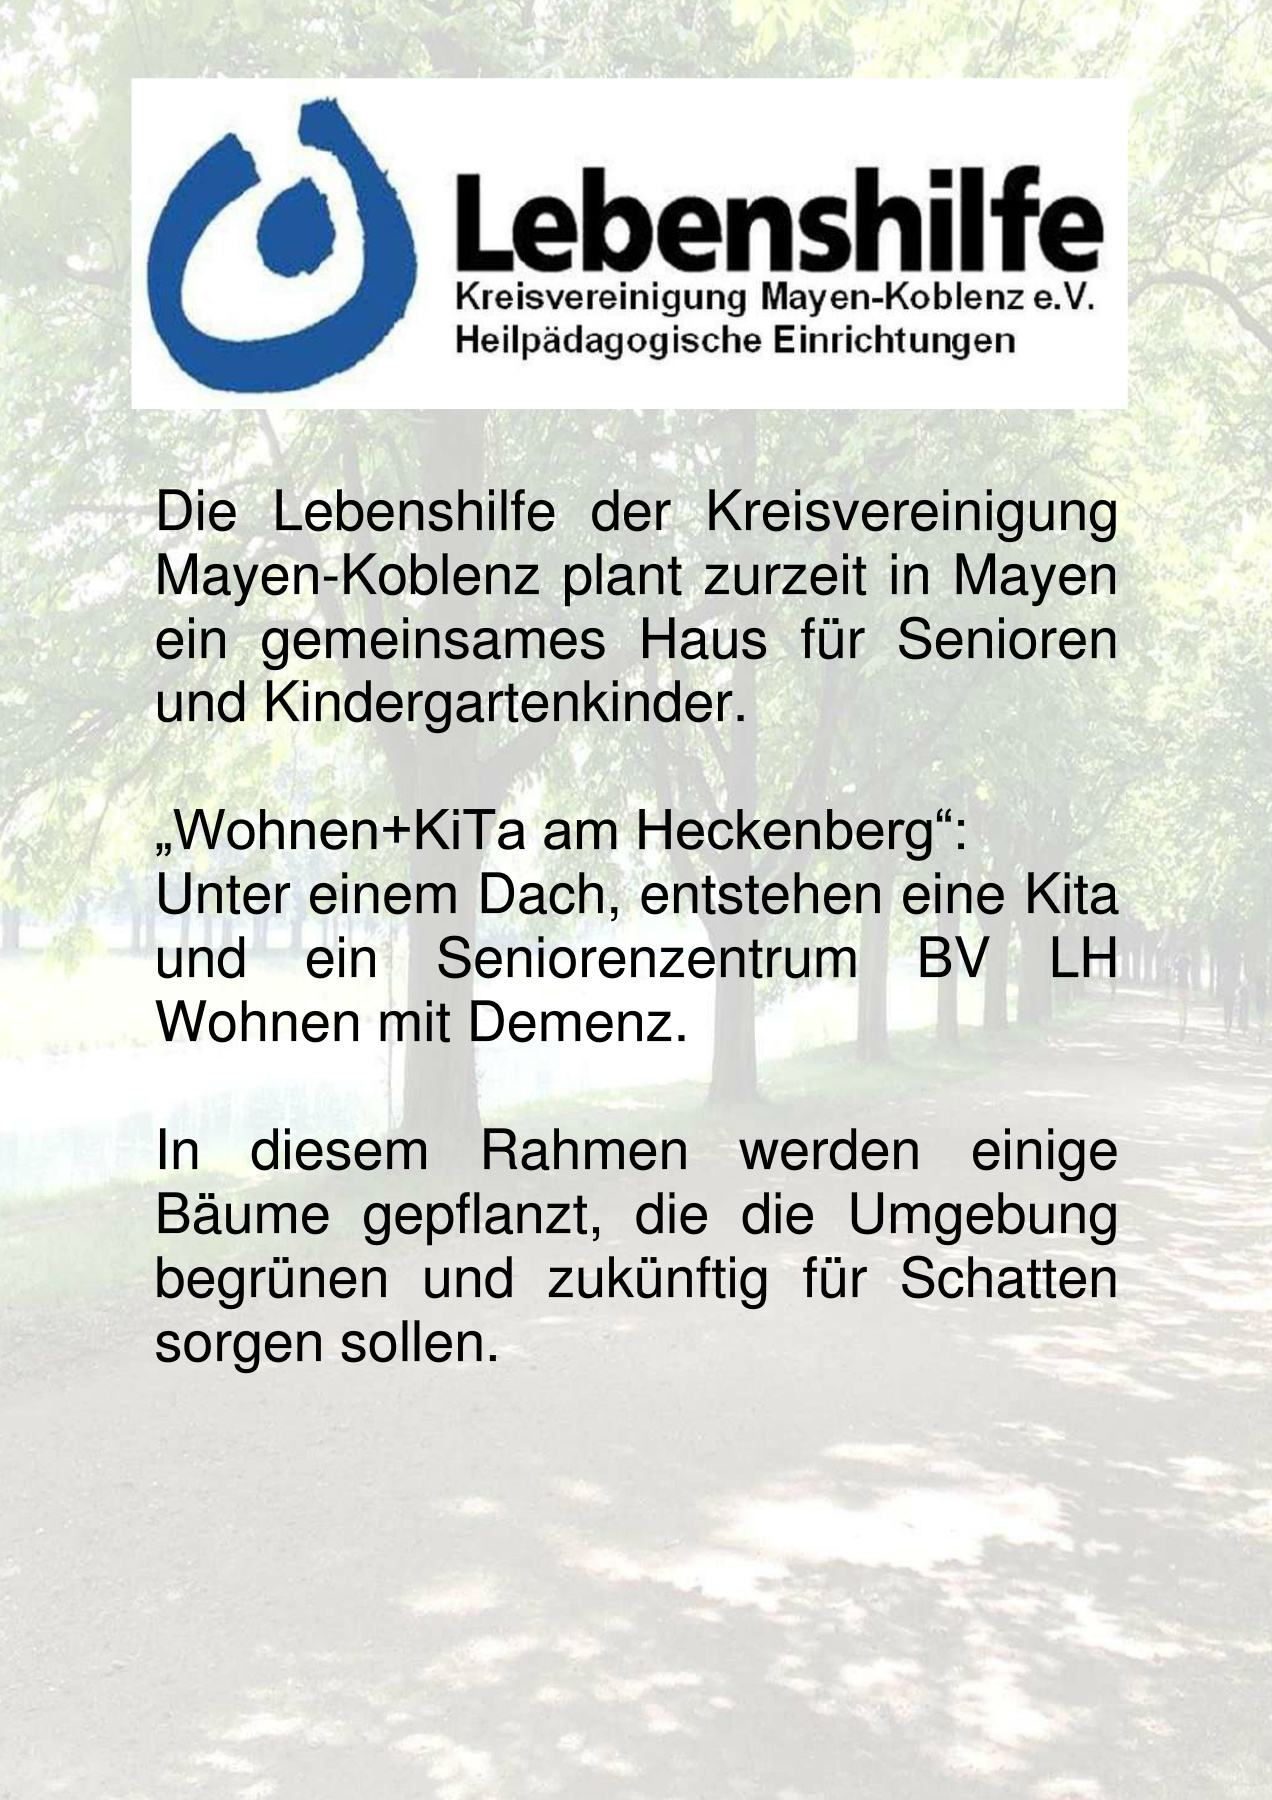 Lebenshilfe
Kreisvereinigung Mayen-Koblenz e.V.
Heilpädagogische Einrichtungen
Die Lebenshilfe der Kreisvereinigung
Mayen-Koblenz plant zurzeit in Mayen
ein gemeinsames Haus für Senioren
und Kindergartenkinder.
„Wohnen+KiTa am Heckenberg“:
Unter einem Dach, entstehen eine Kita
und ein Seniorenzentrum BV LH
Wohnen mit Demenz.
In diesem Rahmen werden einige
Bäume gepflanzt, die die Umgebung
begrünen und zukünftig für Schatten
sorgen sollen.